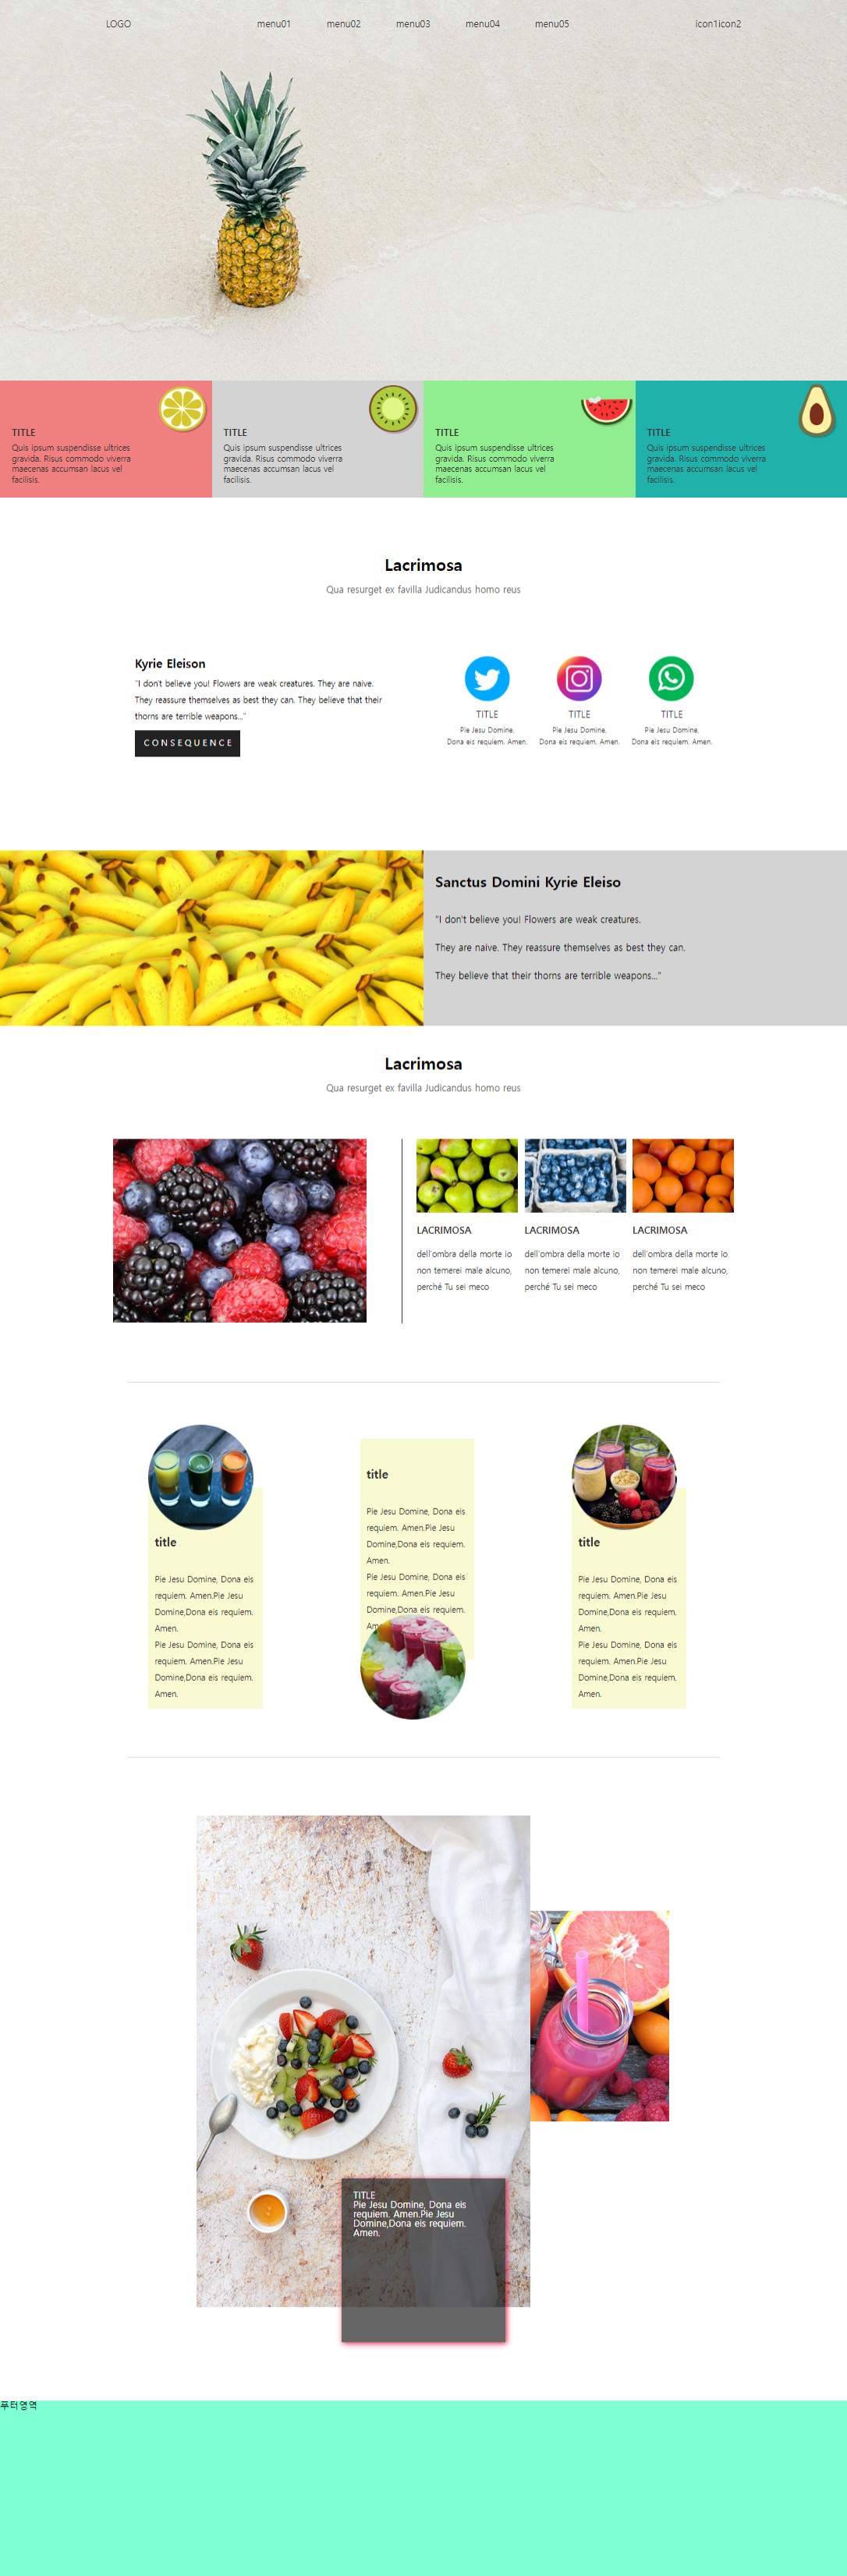 LOGO menu01 menu02 menu03 menu04 menu05 icon1icon2
TITLE
Quis ipsum suspendisse ultrices
gravida. Risus commodo viverra
maecenas accumsan lacus vel
facilisis.
TITLE
Quis ipsum suspendisse ultrices
gravida. Risus commodo viverra
maecenas accumsan lacus vel
facilisis.
TITLE
Quis ipsum suspendisse ultrices
gravida. Risus commodo viverra
maecenas accumsan lacus vel
facilisis.
TITLE
Quis ipsum suspendisse ultrices
gravida. Risus commodo viverra
maecenas accumsan lacus vel
facilisis.
Lacrimosa
Qua resurget ex favilla Judicandus homo reus
Kyrie Eleison
"I don't believe you! Flowers are weak creatures. They are naive.
They reassure themselves as best they can. They believe that their
thorns are terrible weapons..."
CONSEQUENCE
TITLE
Pie Jesu Domine,
Dona eis requiem. Amen.
TITLE
Pie Jesu Domine,
Dona eis requiem. Amen.
TITLE
Pie Jesu Domine,
Dona eis requiem. Amen.
Sanctus Domini Kyrie Eleiso
"I don't believe you! Flowers are weak creatures.
They are naive. They reassure themselves as best they can.
They believe that their thorns are terrible weapons..."
Lacrimosa
Qua resurget ex favilla Judicandus homo reus
LACRIMOSA
dell'ombra della morte io
non temerei male alcuno,
perché Tu sei meco
LACRIMOSA
dell'ombra della morte io
non temerei male alcuno,
perché Tu sei meco
LACRIMOSA
dell'ombra della morte io
non temerei male alcuno,
perché Tu sei meco
title
Pie Jesu Domine, Dona eis
requiem. Amen.Pie Jesu
Domine,Dona eis requiem.
Amen.
Pie Jesu Domine, Dona eis
requiem. Amen.Pie Jesu
Domine,Dona eis requiem.
Amen.
title
Pie Jesu Domine, Dona eis
requiem. Amen.Pie Jesu
Domine,Dona eis requiem.
Amen.
Pie Jesu Domine, Dona eis
requiem. Amen.Pie Jesu
Domine,Dona eis requiem.
title
Pie Jesu Domine, Dona eis
requiem. Amen.Pie Jesu
Domine,Dona eis requiem.
Amen.
Pie Jesu Domine, Dona eis
requiem. Amen.Pie Jesu
Domine,Dona eis requiem.
Amen.
TITLE
Pie Jesu Domine, Dona eis
requiem. Amen.Pie Jesu
Domine,Dona eis requiem.
Amen.
푸터영역